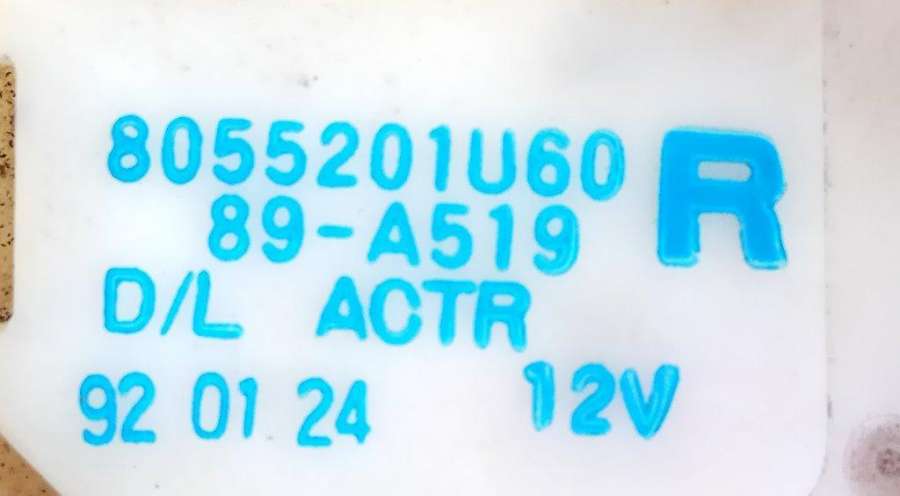 8055201U60 R
89-A519
D/L ACTR
92 01 24 12V